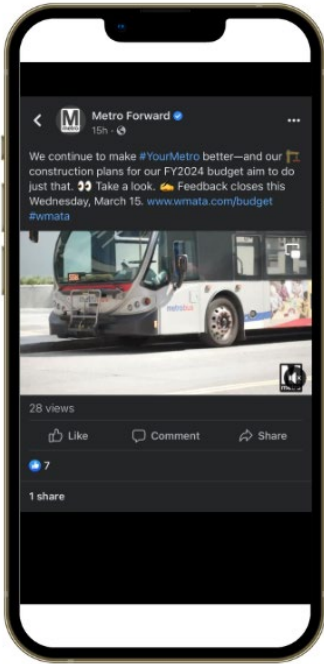 Metro Forward
15h
We continue to make #YourMetro better—and our 🏗️
construction plans for our FY2024 budget aim to do
just that. 👀 Take a look. ✍️ Feedback closes this
Wednesday, March 15. www.wmata.com/budget
#wmata
M
metro
metrobus
metro
28 views
Like
Comment
Share
7
1 share